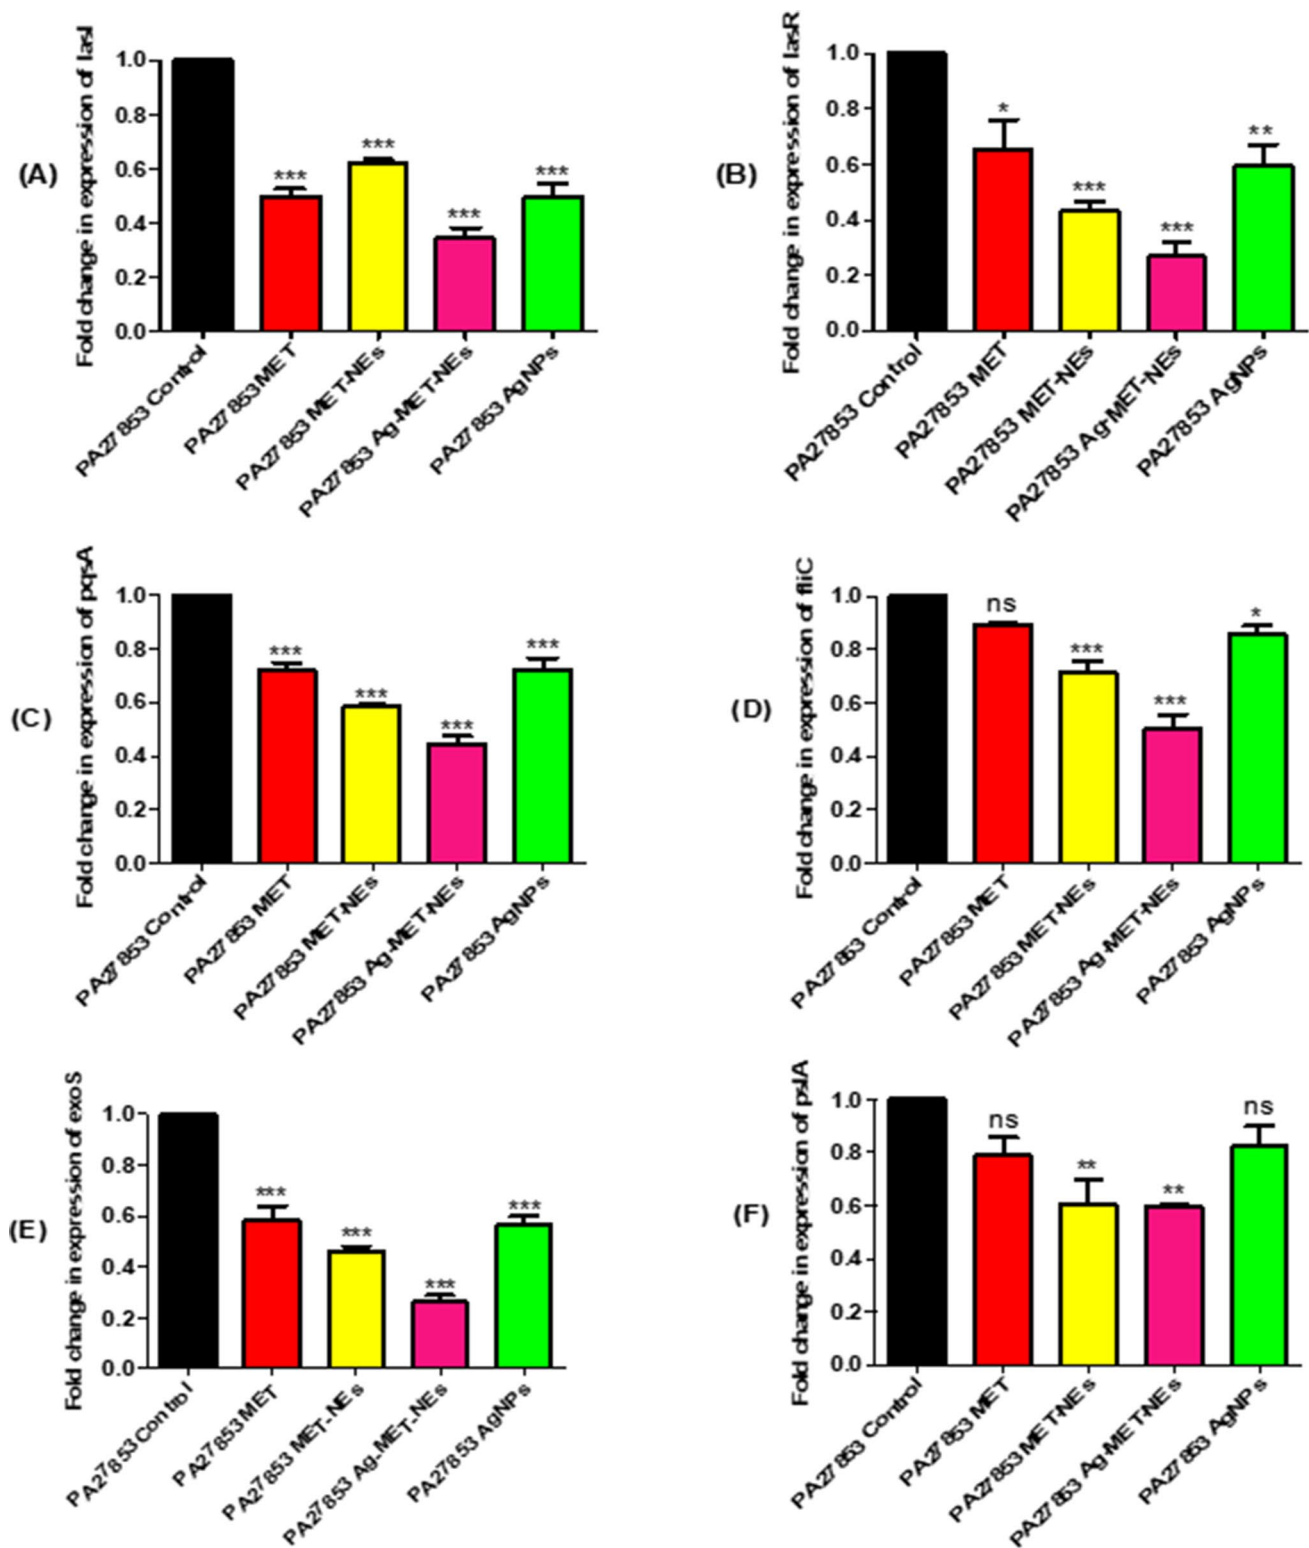 (A)
Fold change in expression of lasI
1.0
0.8
0.6
0.4
0.2
0.0
***
***
***
***
PA27853 Control
PA27853 MET
PA27853 MET-NEs
PA27853 Ag-MET-NEs
PA27853 AgNPs
(B)
Fold change in expression of lasR
1.0
0.8
0.6
0.4
0.2
0.0
*
***
***
**
PA27853 Control
PA27853 MET
PA27853 MET-NEs
PA27853 Ag-MET-NEs
PA27853 AgNPs
(C)
Fold change in expression of pqsA
1.0
0.8
0.6
0.4
0.2
0.0
***
***
***
***
PA27853 Control
PA27853 MET
PA27853 MET-NEs
PA27853 Ag-MET-NEs
PA27853 AgNPs
(D)
Fold change in expression of fliC
1.0
0.8
0.6
0.4
0.2
0.0
ns
***
***
*
PA27853 Control
PA27853 MET
PA27853 MET-NEs
PA27853 Ag-MET-NEs
PA27853 AgNPs
(E)
Fold change in expression of exoS
1.0
0.8
0.6
0.4
0.2
0.0
***
***
***
***
PA27853 Control
PA27853 MET
PA27853 MET-NEs
PA27853 Ag-MET-NEs
PA27853 AgNPs
(F)
Fold change in expression of pslA
1.0
0.8
0.6
0.4
0.2
0.0
ns
**
**
ns
PA27853 Control
PA27853 MET
PA27853 MET-NEs
PA27853 Ag-MET-NEs
PA27853 AgNPs